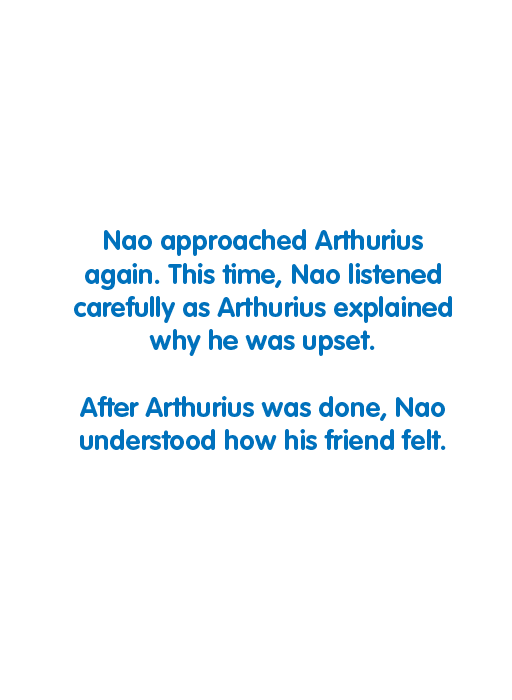 Nao approached Arthurius
again. This time, Nao listened
carefully as Arthurius explained
why he was upset.
After Arthurius was done, Nao
understood how his friend felt.